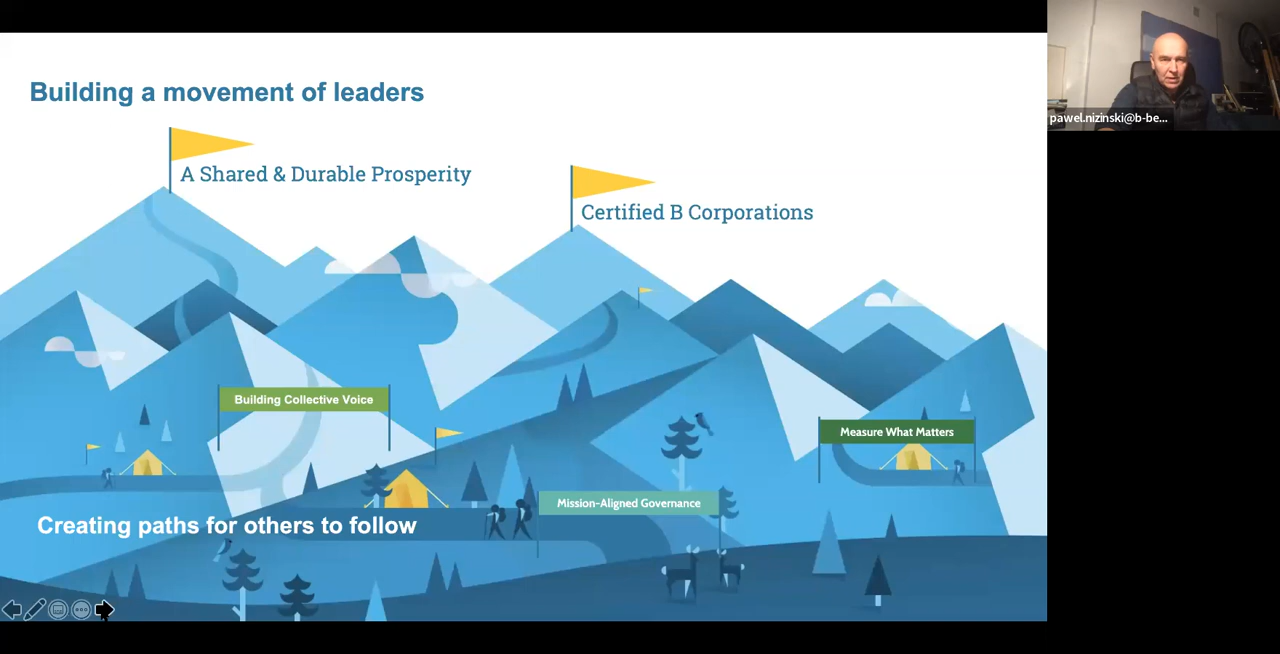 Building a movement of leaders
A Shared & Durable Prosperity
Certified B Corporations
Building Collective Voice
Measure What Matters
Mission-Aligned Governance
Creating paths for others to follow
pawel.nizinski@b-be...